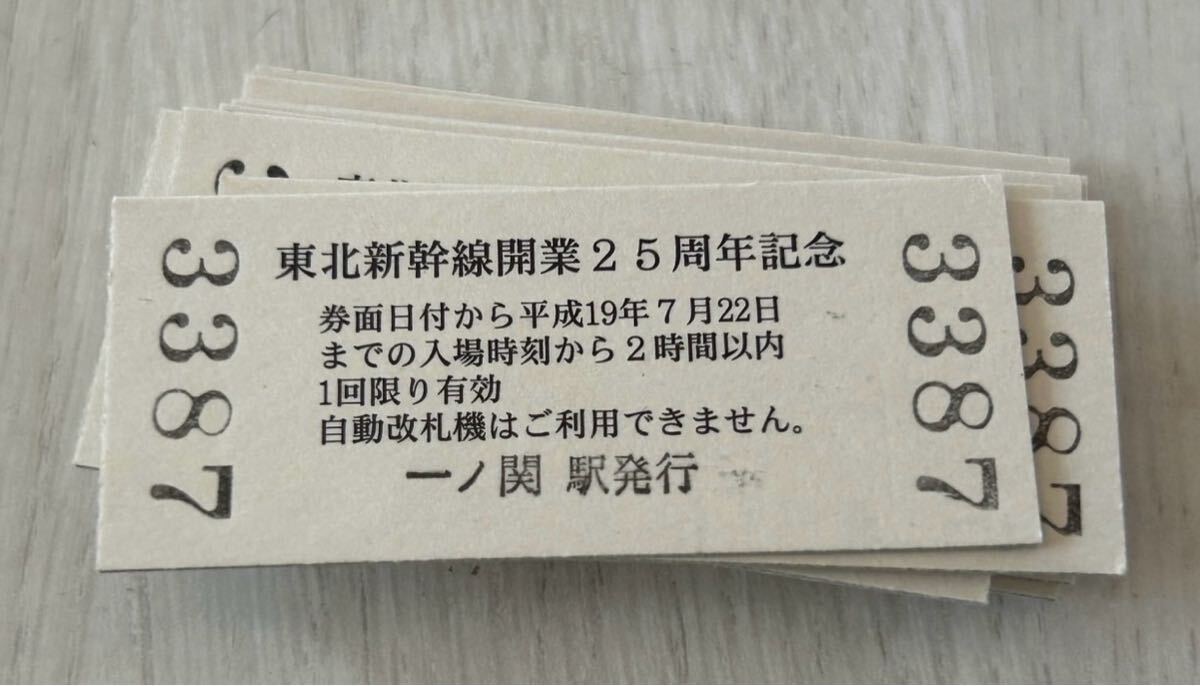 東北新幹線開業２５周年記念
券面日付から平成19年７月22日
までの入場時刻から２時間以内
1回限り有効
自動改札機はご利用できません。
一ノ関 駅発行
3387
3387
3387